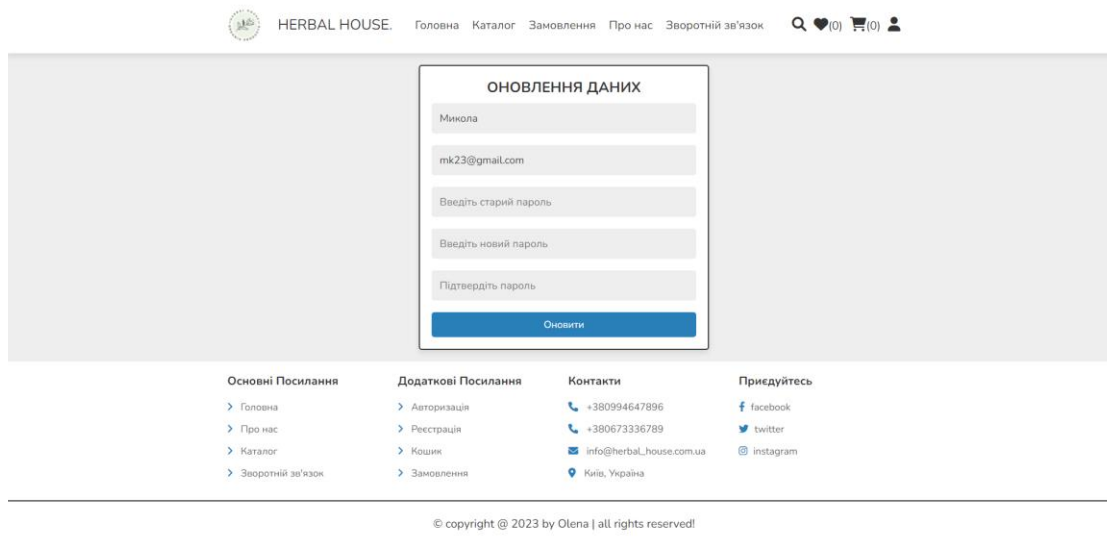 HERBAL HOUSE. Головна Каталог Замовлення Про нас Зворотній зв'язок (0) (0)
ОНОВЛЕННЯ ДАНИХ
Микола
mk23@gmail.com
Введіть старий пароль
Введіть новий пароль
Підтвердіть пароль
Оновити
Основні Посилання
Головна
Про нас
Каталог
Зворотній зв'язок
Додаткові Посилання
Авторизація
Реєстрація
Кошик
Замовлення
Контакти
+380994647896
+380673336789
info@herbal_house.com.ua
Київ, Україна
Приєдуйтесь
facebook
twitter
instagram
© copyright @ 2023 by Olena | all rights reserved!